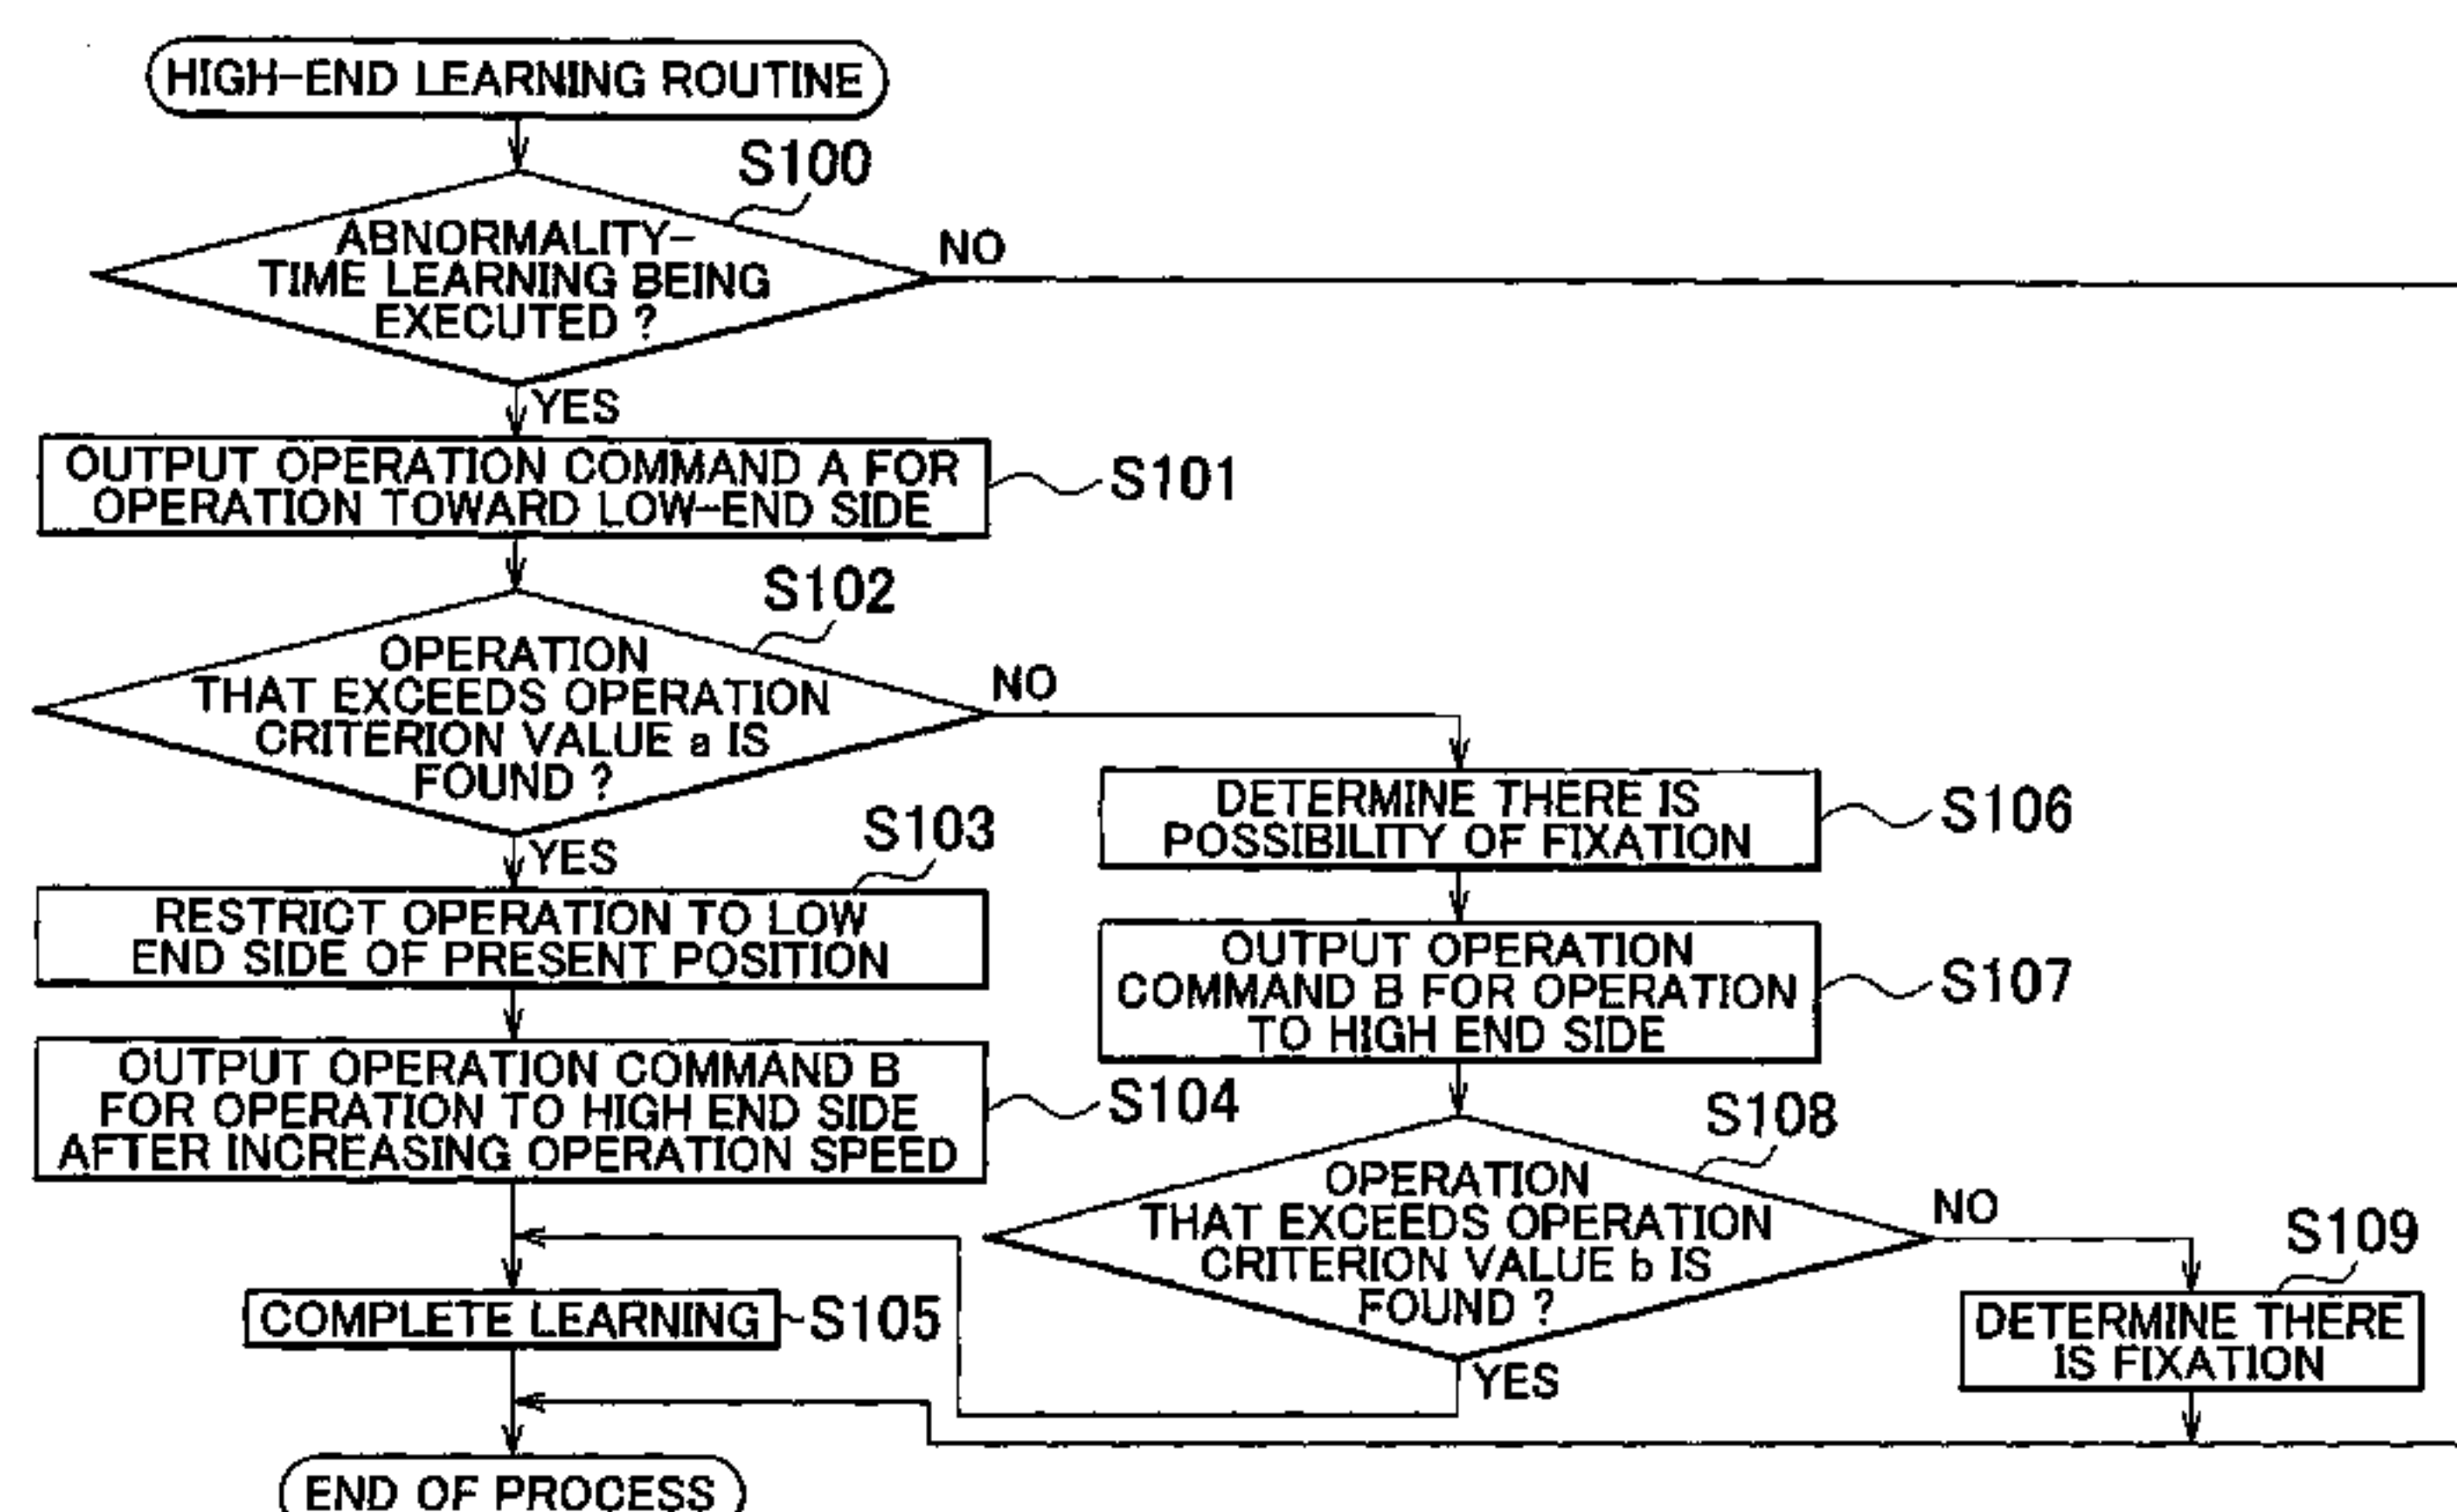 HIGH-END LEARNING ROUTINE
S100
ABNORMALITY-
TIME LEARNING BEING
EXECUTED ?
NO
YES
OUTPUT OPERATION COMMAND A FOR
OPERATION TOWARD LOW-END SIDE
S101
S102
OPERATION
THAT EXCEEDS OPERATION
CRITERION VALUE a IS
FOUND ?
NO
YES
S103
RESTRICT OPERATION TO LOW
END SIDE OF PRESENT POSITION
OUTPUT OPERATION COMMAND B
FOR OPERATION TO HIGH END SIDE
AFTER INCREASING OPERATION SPEED
S104
COMPLETE LEARNING
S105
END OF PROCESS
DETERMINE THERE IS
POSSIBILITY OF FIXATION
S106
OUTPUT OPERATION
COMMAND B FOR OPERATION
TO HIGH END SIDE
S107
S108
OPERATION
THAT EXCEEDS OPERATION
CRITERION VALUE b IS
FOUND ?
NO
YES
S109
DETERMINE THERE
IS FIXATION